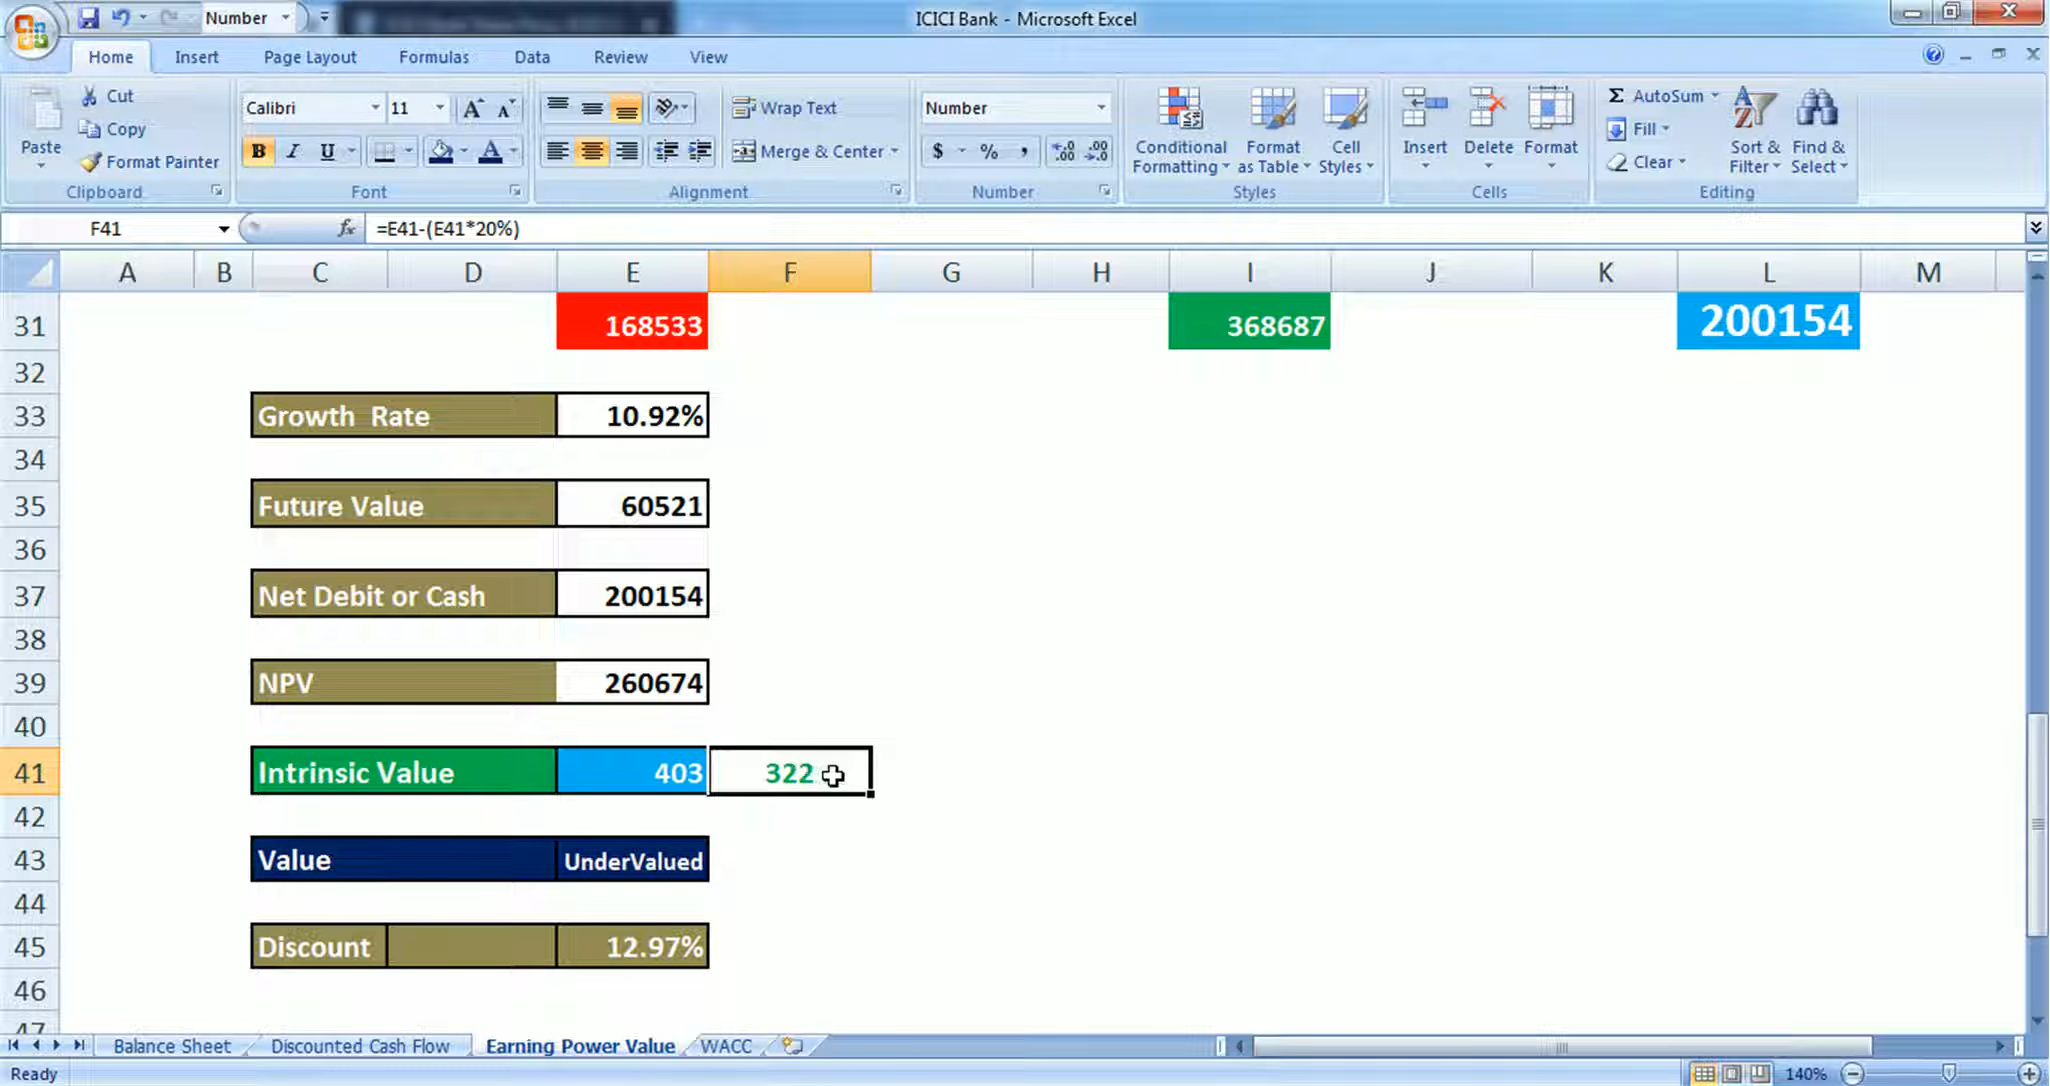 Number
ICICI Bank - Microsoft Excel
Home Insert Page Layout Formulas Data Review View
Paste
Cut
Copy
Format Painter
Clipboard
Calibri 11
B I U
A
Font
Wrap Text
Merge & Center
Alignment
Number
$ % ,
Number
Conditional Formatting
Format as Table
Cell Styles
Styles
Insert Delete Format
Cells
Σ AutoSum
Fill
Clear
Sort & Filter
Find & Select
Editing
F41 fx =E41-(E41*20%)
A B C D E F G H I J K L M
31 168533 368687 200154
32
33 Growth Rate 10.92%
34
35 Future Value 60521
36
37 Net Debit or Cash 200154
38
39 NPV 260674
40
41 Intrinsic Value 403 322
42
43 Value UnderValued
44
45 Discount 12.97%
46
47
Balance Sheet Discounted Cash Flow Earning Power Value WACC
Ready 140%